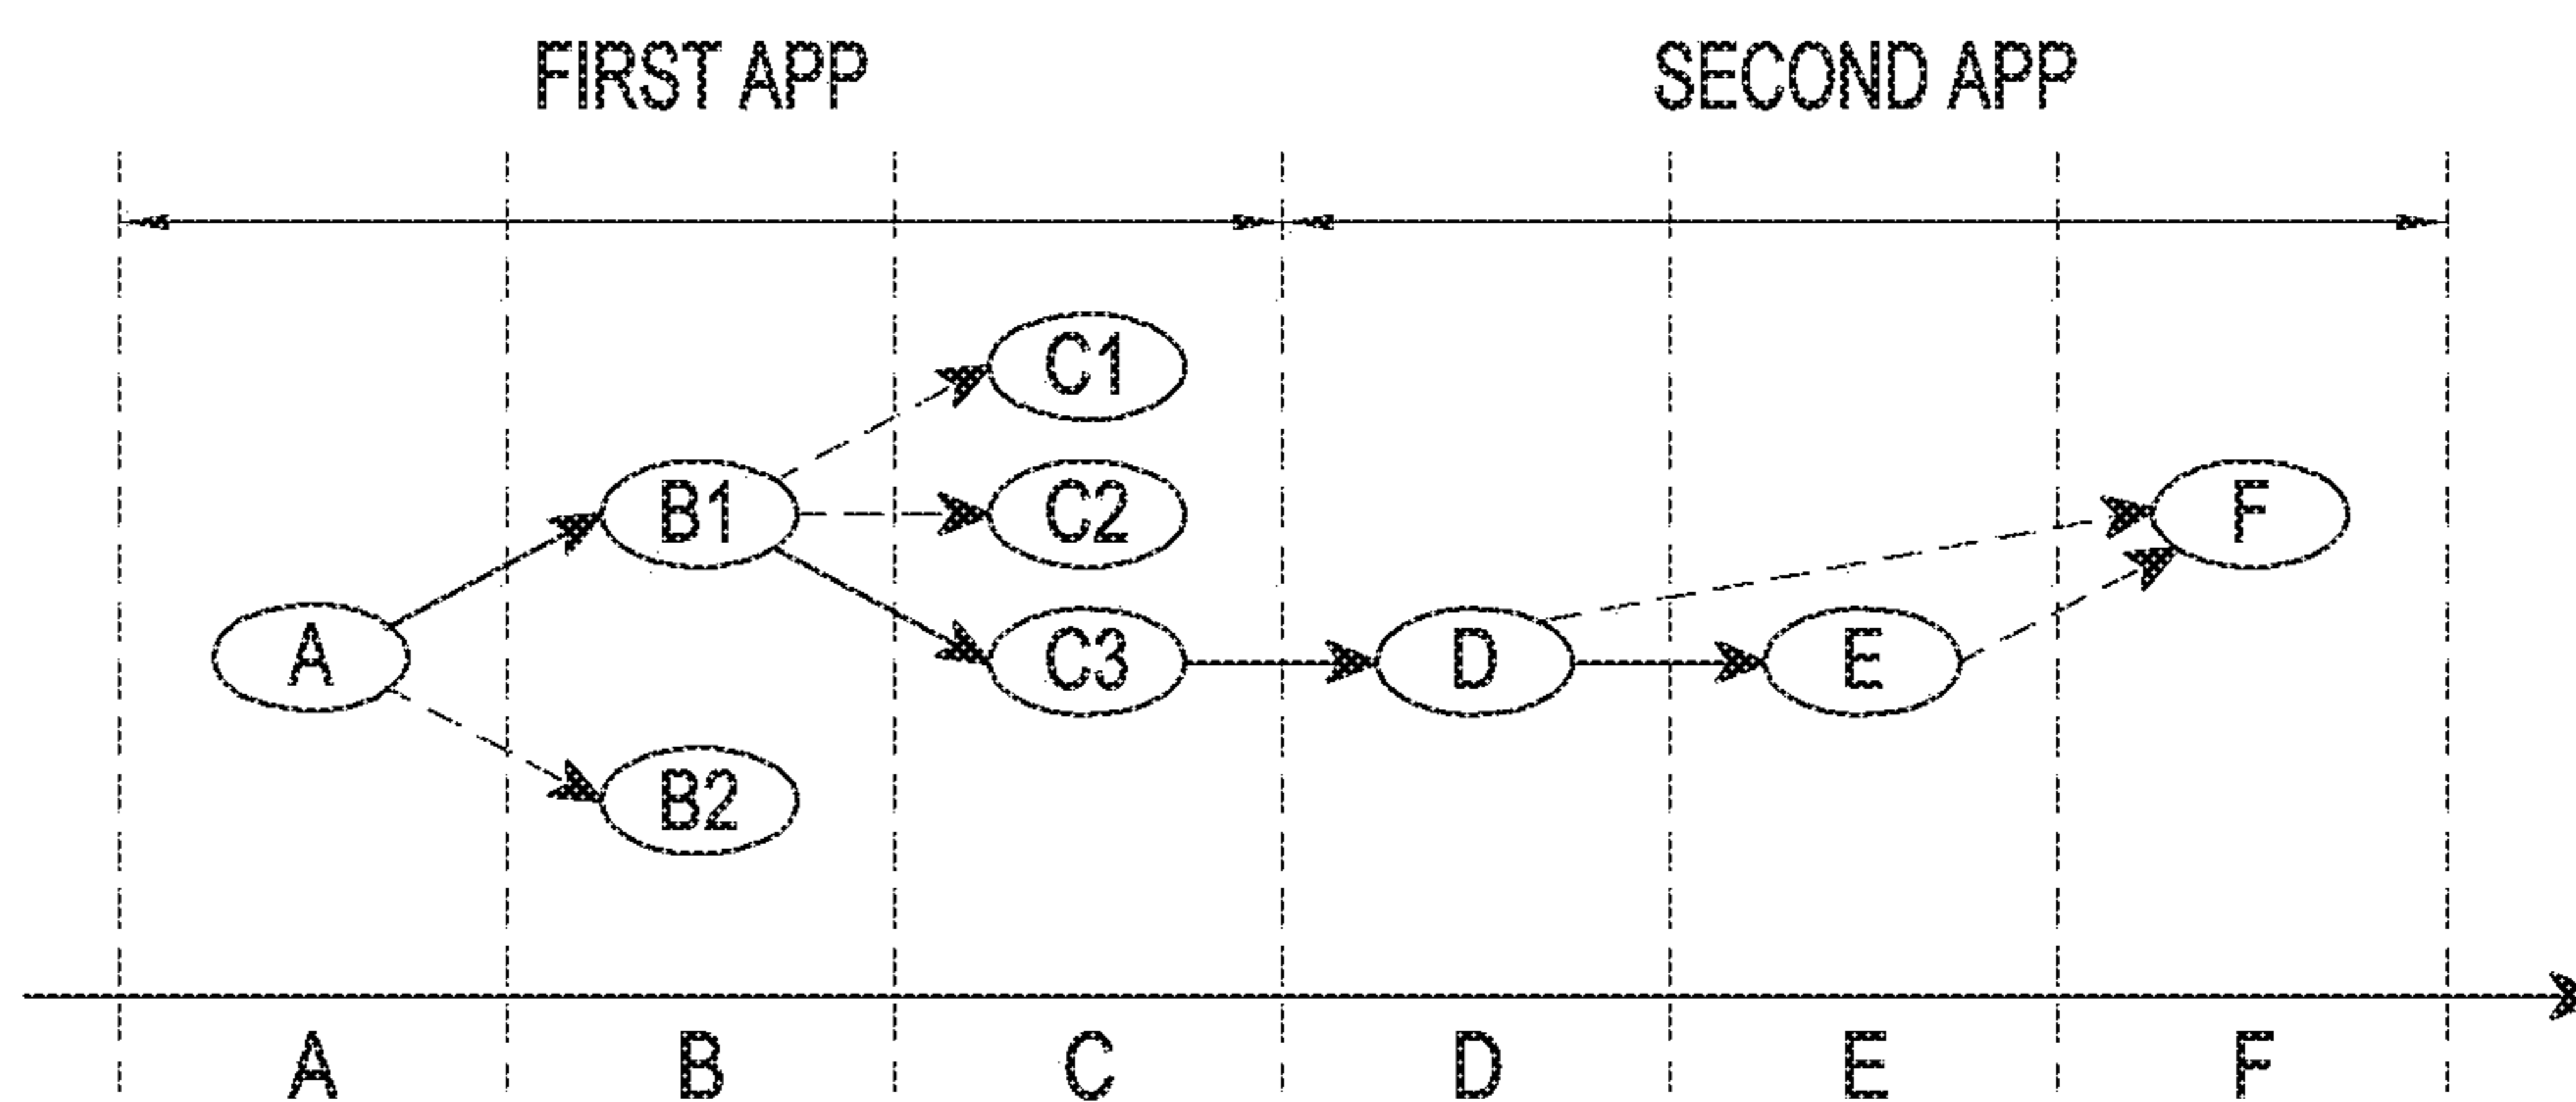 FIRST APP SECOND APP
C1
B1 C2 F
A C3 D E
B2
A B C D E F